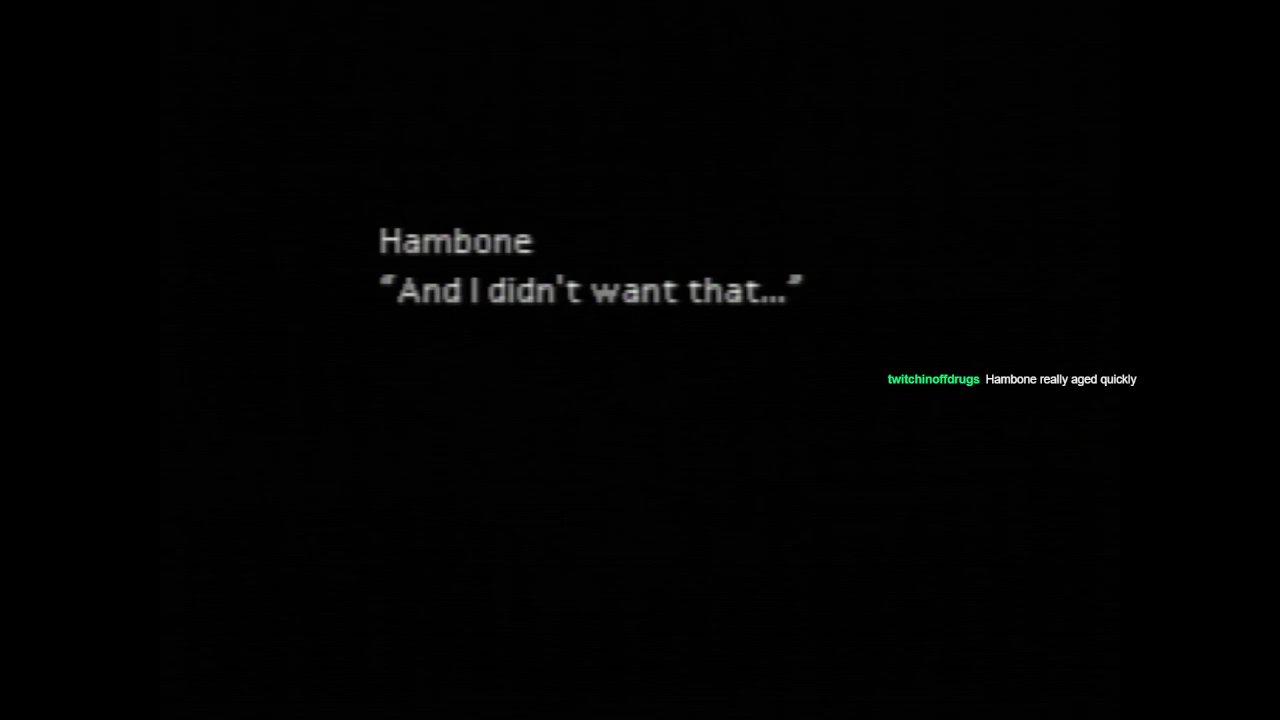 Hambone
“And I didn't want that...”
twitchinoffdrugs Hambone really aged quickly